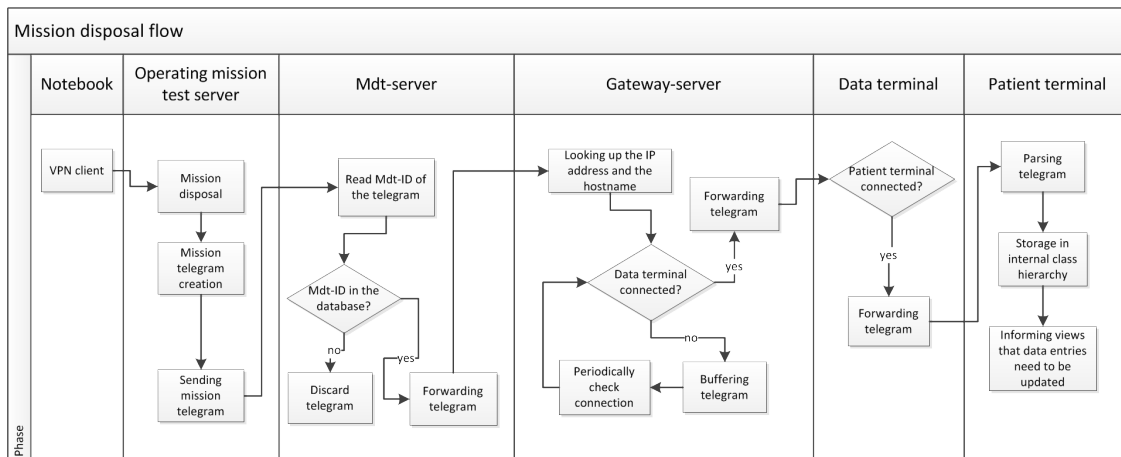 Mission disposal flow
Notebook
Operating mission
test server
Mdt-server
Gateway-server
Data terminal
Patient terminal
VPN client
Mission
disposal
Mission
telegram
creation
Sending
mission
telegram
Read Mdt-ID of
the telegram
Mdt-ID in the
database?
no
yes
Discard
telegram
Forwarding
telegram
Looking up the IP
address and the
hostname
Data terminal
connected?
yes
no
Forwarding
telegram
Buffering
telegram
Periodically
check
connection
Patient terminal
connected?
yes
Forwarding
telegram
Parsing
telegram
Storage in
internal class
hierarchy
Informing views
that data entries
need to be
updated
Phase